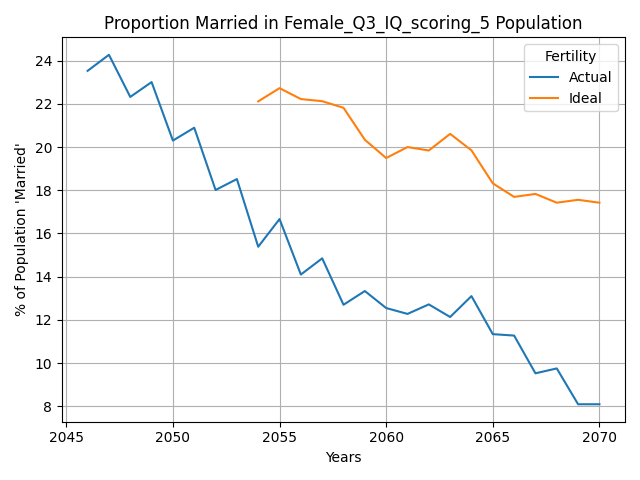 Proportion Married in Female_Q3_IQ_scoring_5 Population
Fertility
Actual
Ideal
% of Population 'Married'
24
22
20
18
16
14
12
10
8
2045
2050
2055
2060
2065
2070
Years